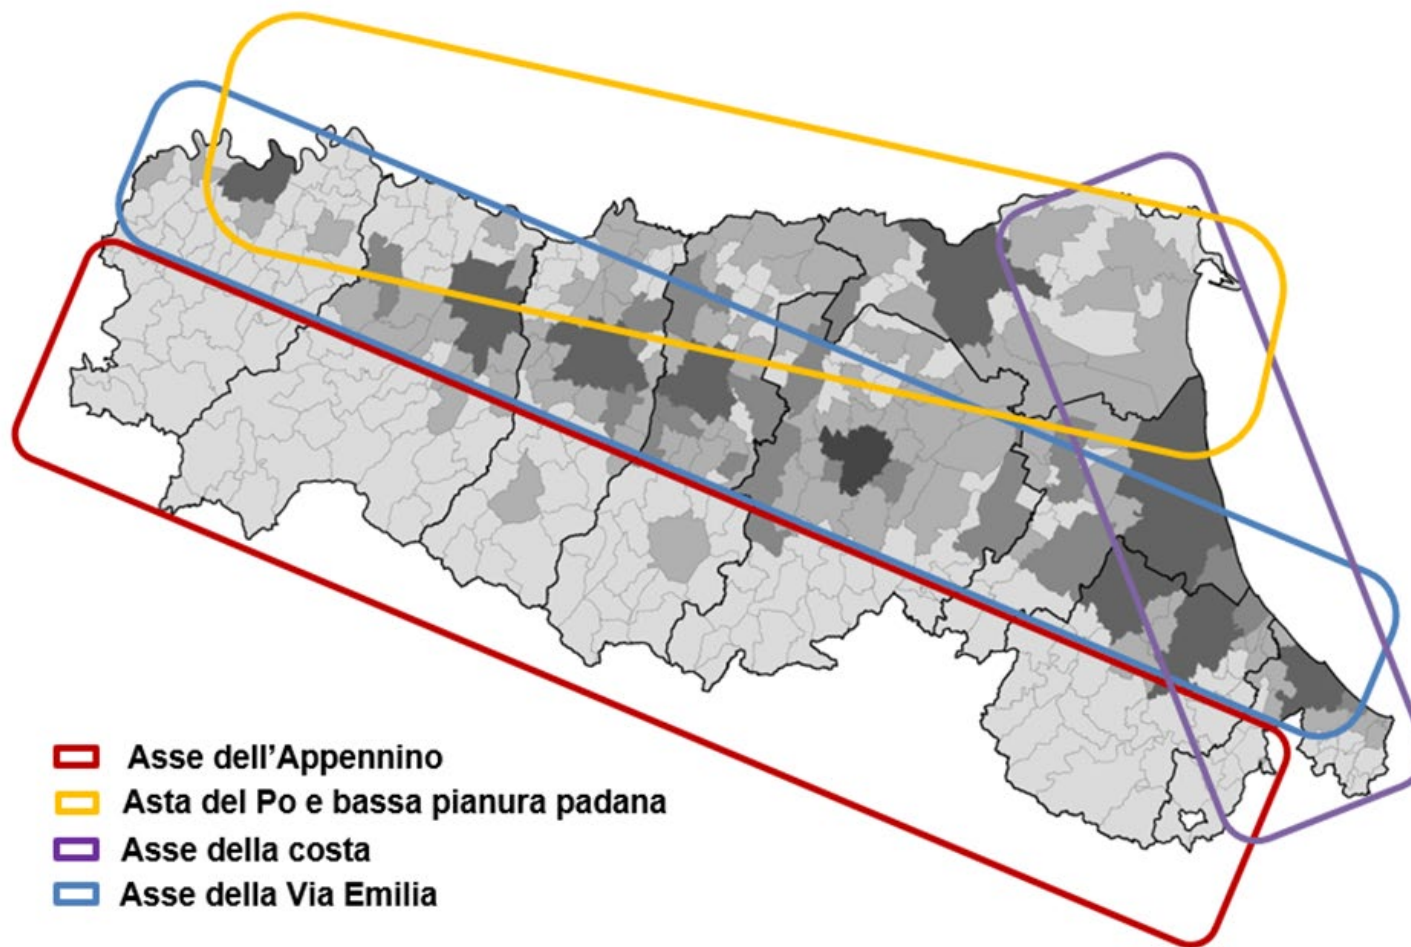 Asse dell’Appennino
Asta del Po e bassa pianura padana
Asse della costa
Asse della Via Emilia